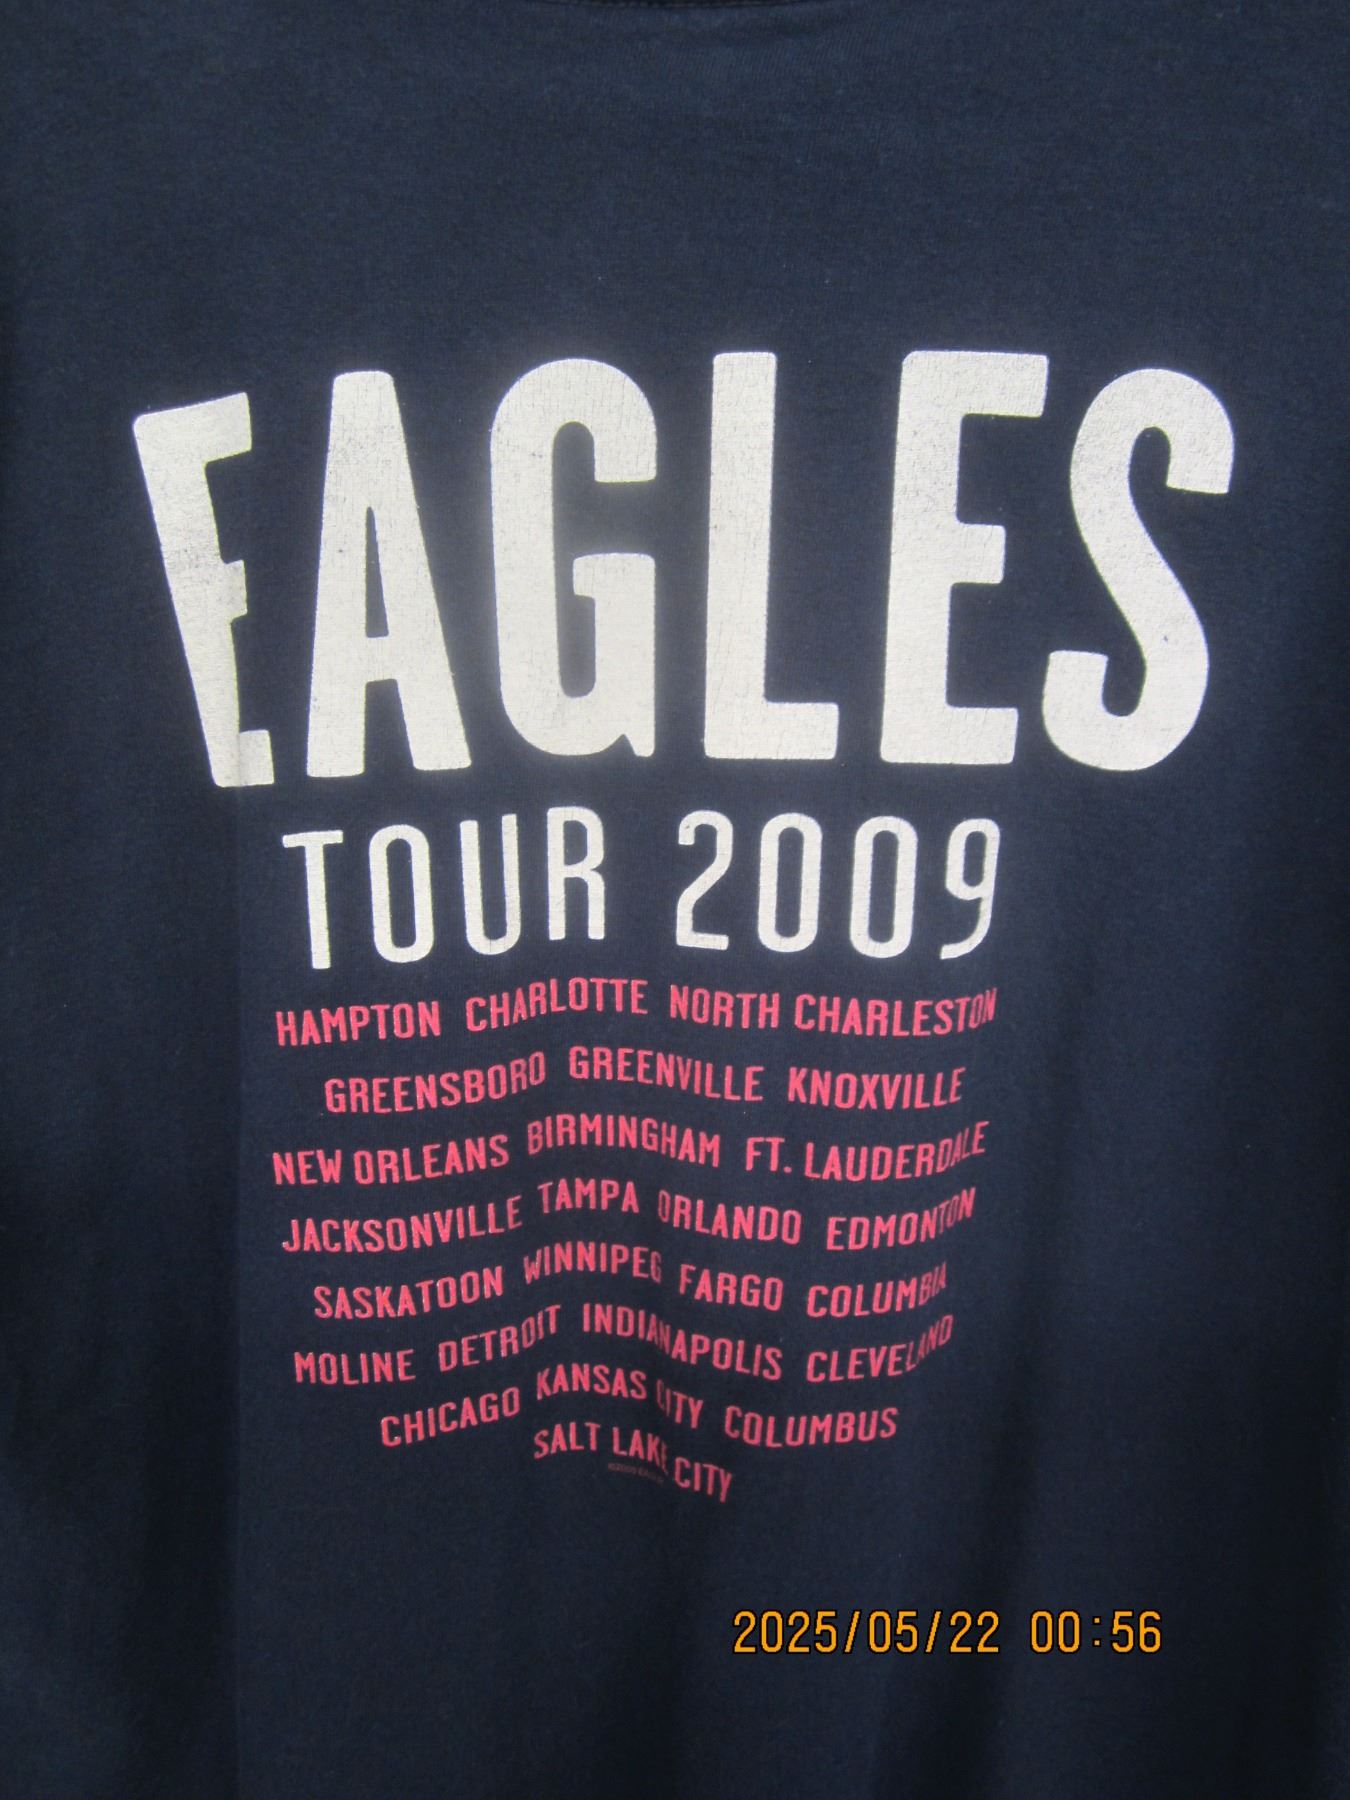 EAGLES
TOUR 2009
HAMPTON CHARLOTTE NORTH CHARLESTON
GREENSBORO GREENVILLE KNOXVILLE
NEW ORLEANS BIRMINGHAM FT. LAUDERDALE
JACKSONVILLE TAMPA ORLANDO EDMONTON
SASKATOON WINNIPEG FARGO COLUMBIA
MOLINE DETROIT INDIANAPOLIS CLEVELAND
CHICAGO KANSAS CITY COLUMBUS
SALT LAKE CITY
2025/05/22 00:56